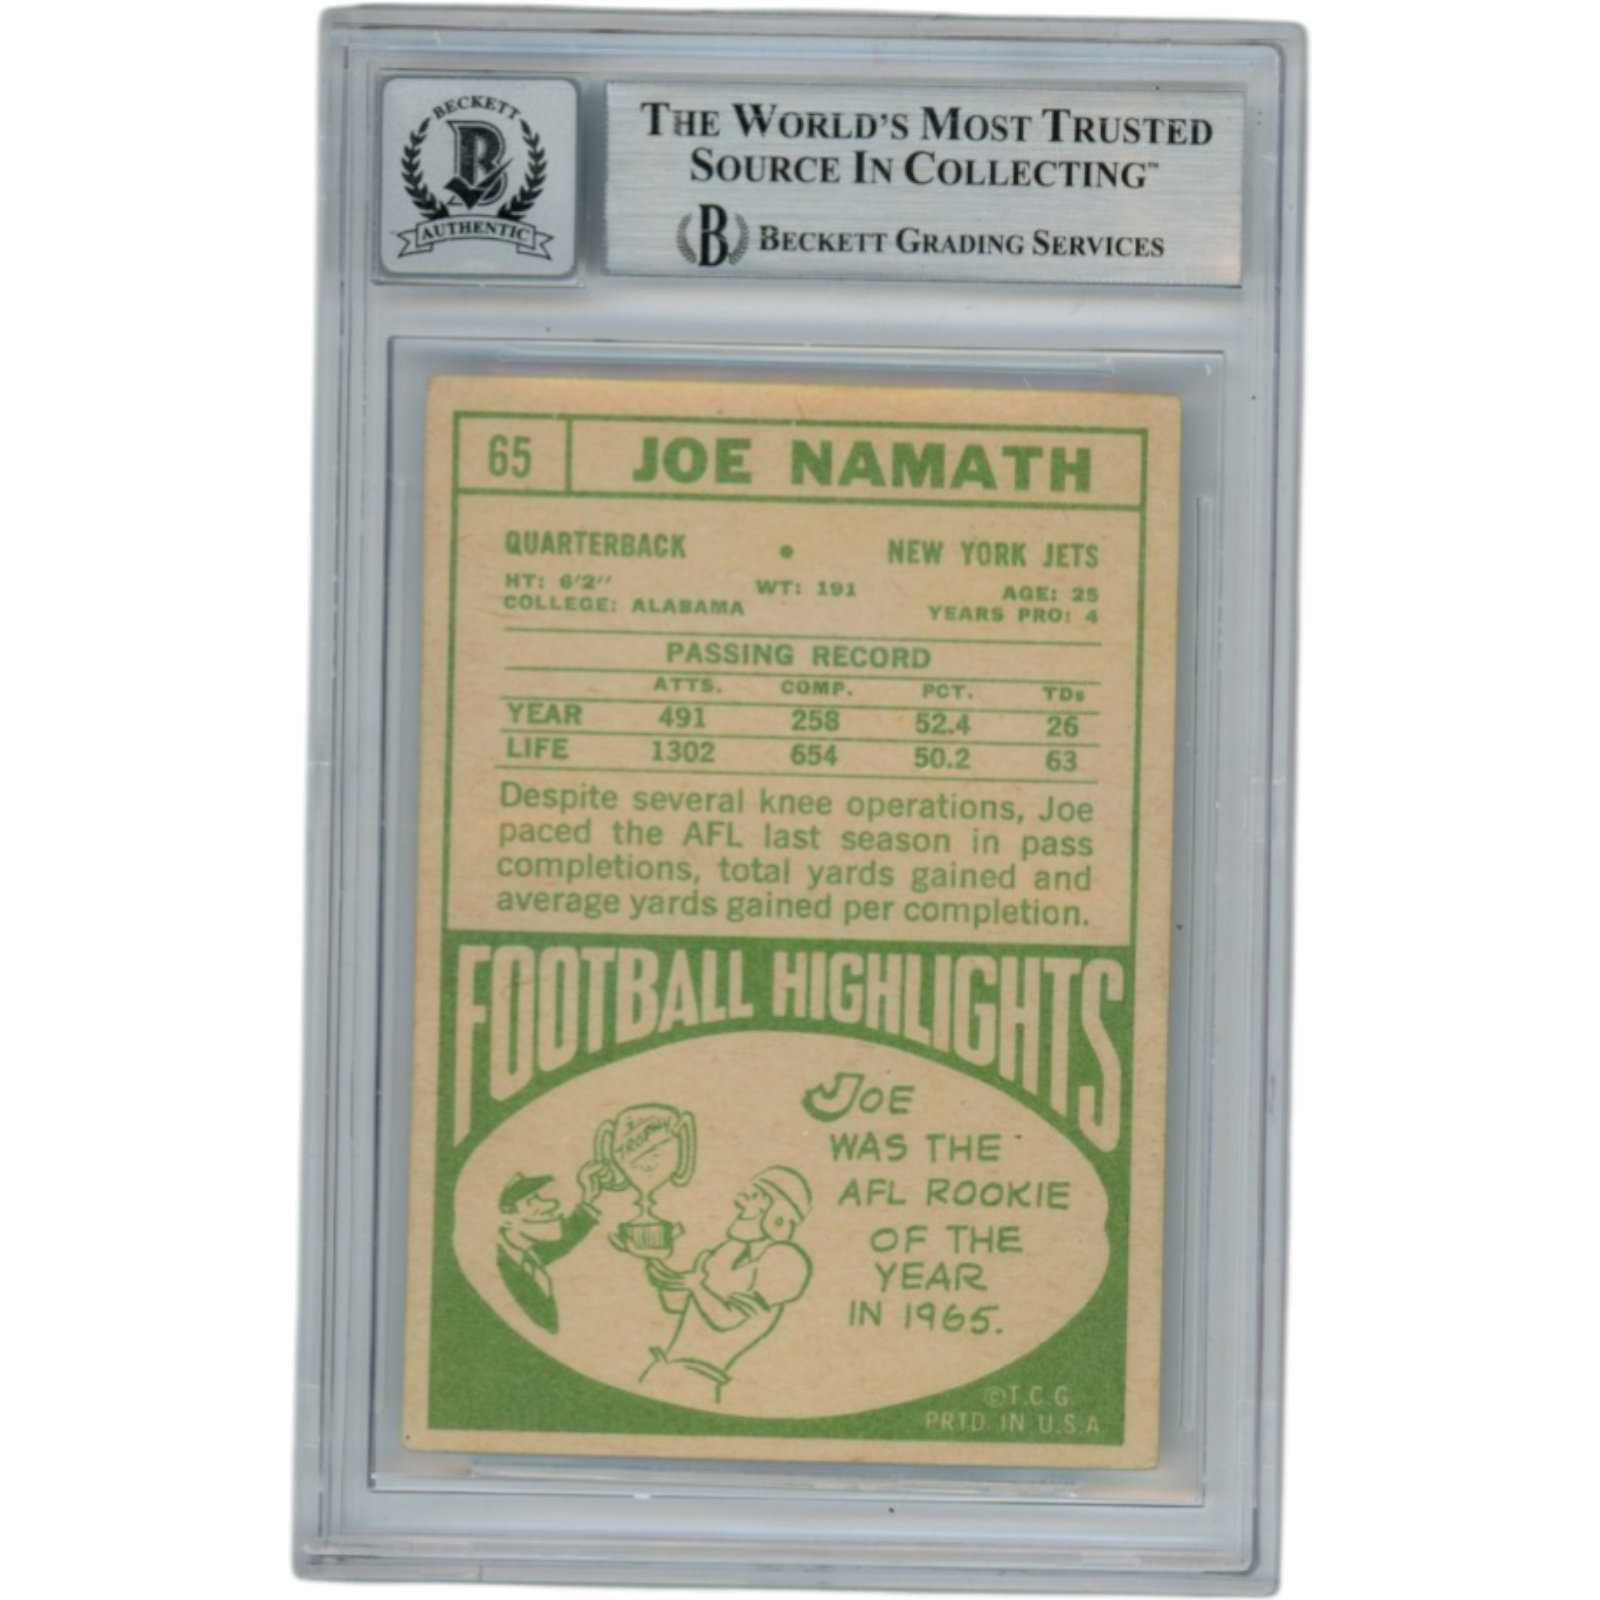 BECKETT
B
AUTHENTIC
THE WORLD'S MOST TRUSTED
SOURCE IN COLLECTING™
B BECKETT GRADING SERVICES
65 JOE NAMATH
QUARTERBACK • NEW YORK JETS
HT: 6'2" WT: 191 AGE: 25
COLLEGE: ALABAMA YEARS PRO: 4
PASSING RECORD
ATTS. COMP. PCT. TDs
YEAR 491 258 52.4 26
LIFE 1302 654 50.2 63
Despite several knee operations, Joe
paced the AFL last season in pass
completions, total yards gained and
average yards gained per completion.
FOOTBALL HIGHLIGHTS
JOE
WAS THE
AFL ROOKIE
OF THE
YEAR
IN 1965.
TROPHY
©T.C.G.
PRTD IN U.S.A